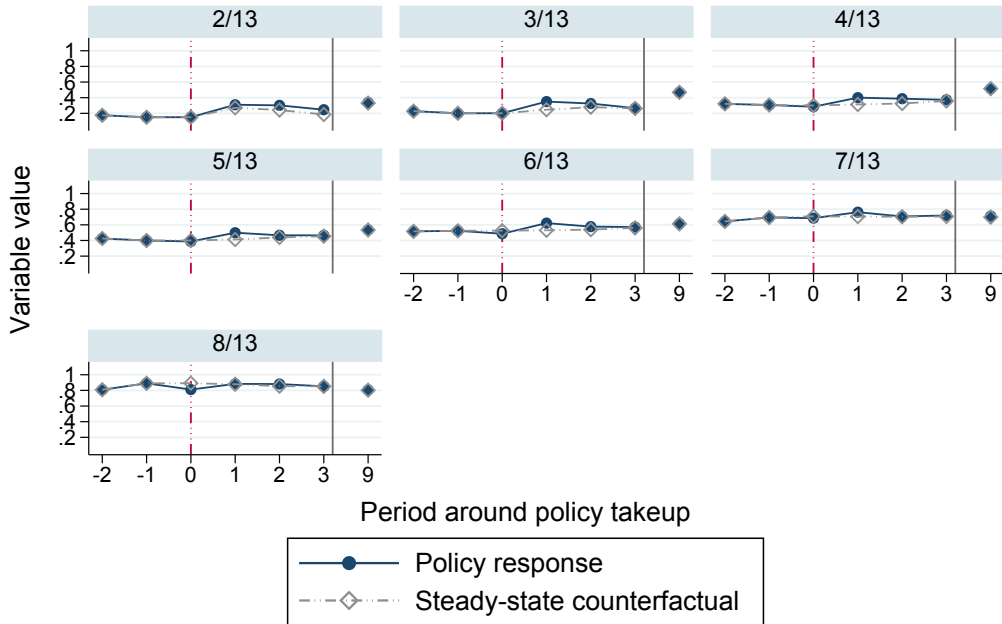 2/13 3/13 4/13
1
.8
.6
.4
.2
5/13 6/13 7/13
1
.8
.6
.4
.2
-2 -1 0 1 2 3 9 -2 -1 0 1 2 3 9
8/13
1
.8
.6
.4
.2
-2 -1 0 1 2 3 9
Variable value
Period around policy takeup
Policy response
Steady-state counterfactual